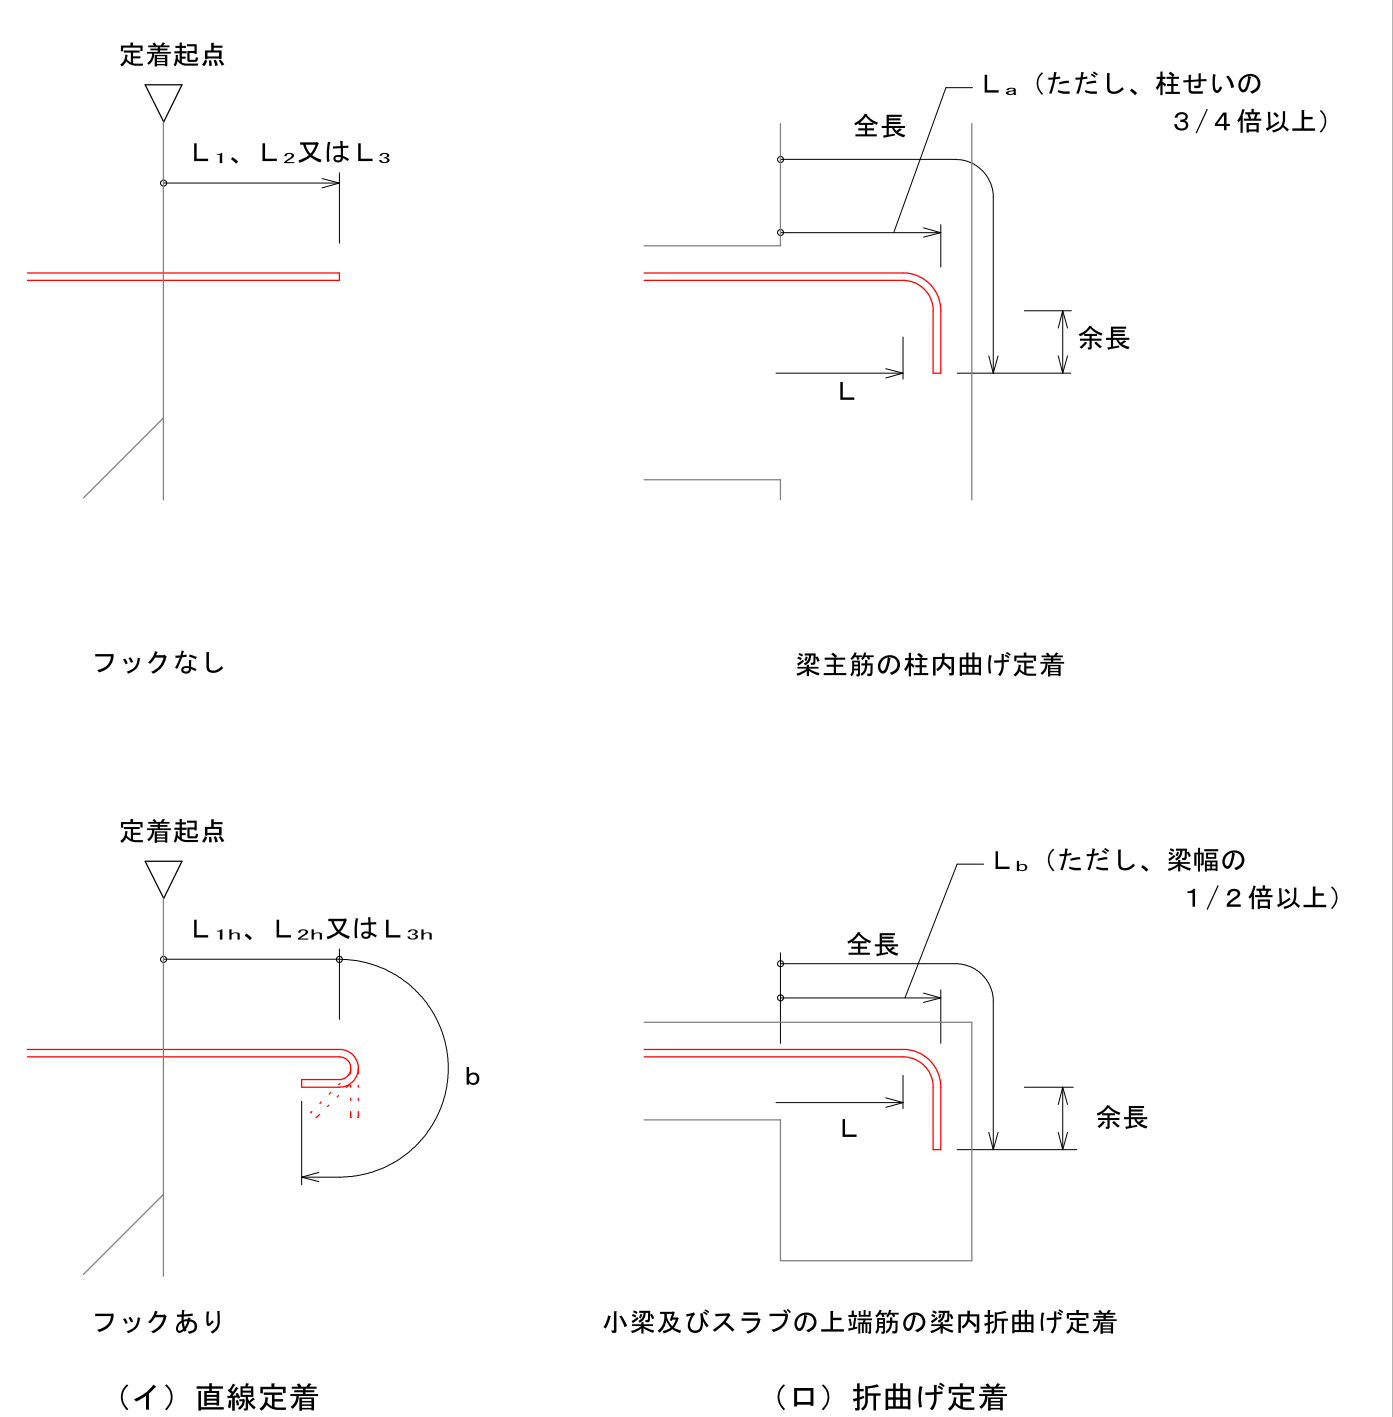 定着起点
L₁、L₂又はL₃
フックなし
全長
Lₐ（ただし、柱せいの
3/4倍以上）
余長
L
梁主筋の柱内曲げ定着
定着起点
L₁ₕ、L₂ₕ又はL₃ₕ
b
フックあり
全長
L_b（ただし、梁幅の
1/2倍以上）
余長
L
小梁及びスラブの上端筋の梁内折曲げ定着
（イ）直線定着
（ロ）折曲げ定着